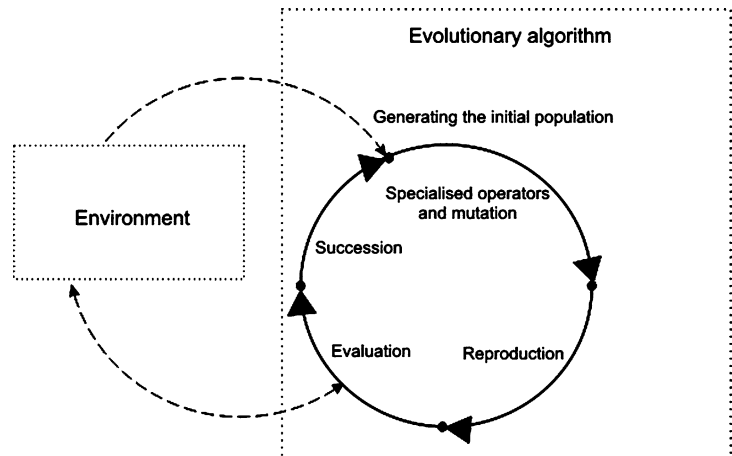 Evolutionary algorithm
Generating the initial population
Specialised operators
and mutation
Environment
Succession
Evaluation
Reproduction